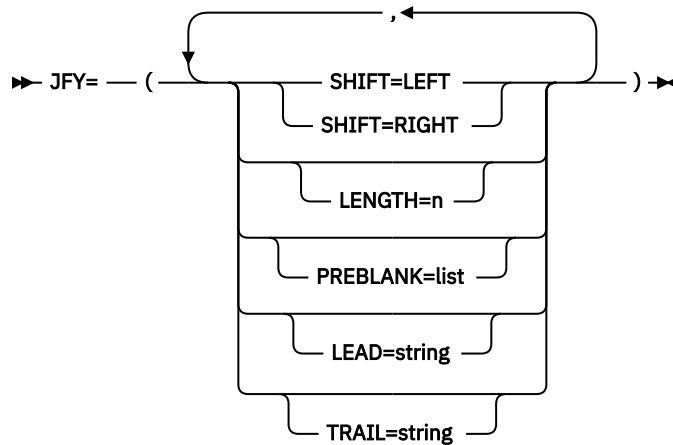 ,
JFY= ( SHIFT=LEFT )
SHIFT=RIGHT
LENGTH=n
PREBLANK=list
LEAD=string
TRAIL=string